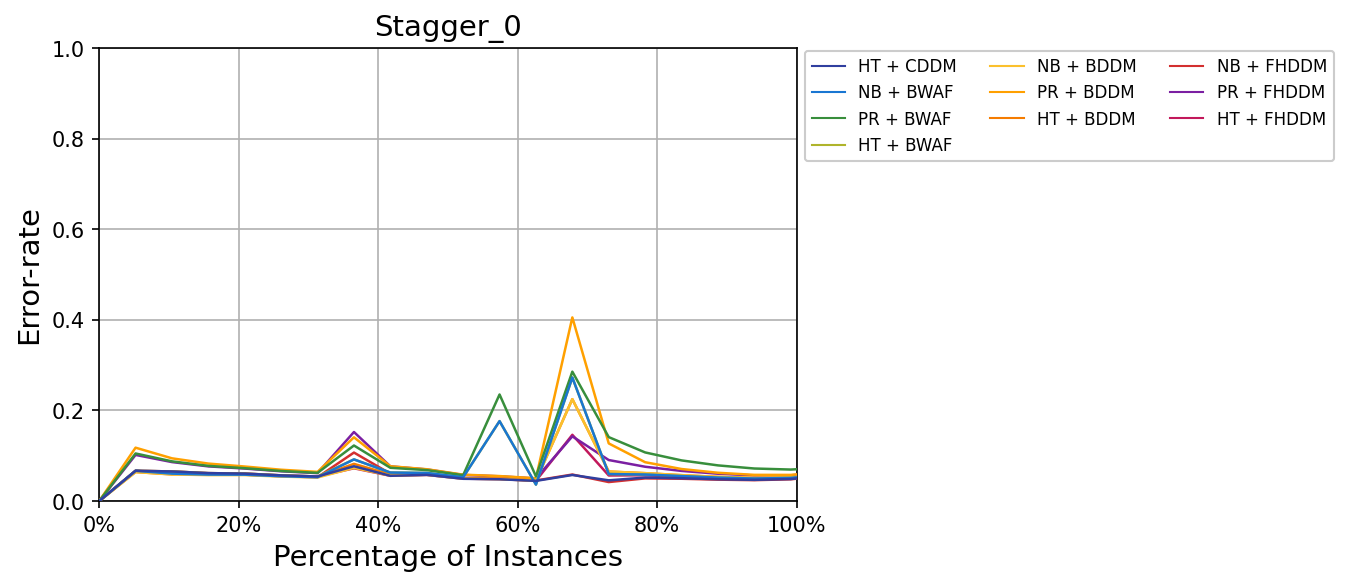 Stagger_0
1.0
0.8
0.6
0.4
0.2
0.0
Error-rate
0% 20% 40% 60% 80% 100%
Percentage of Instances
HT + CDDM NB + BDDM NB + FHDDM
NB + BWAF PR + BDDM PR + FHDDM
PR + BWAF HT + BDDM HT + FHDDM
HT + BWAF